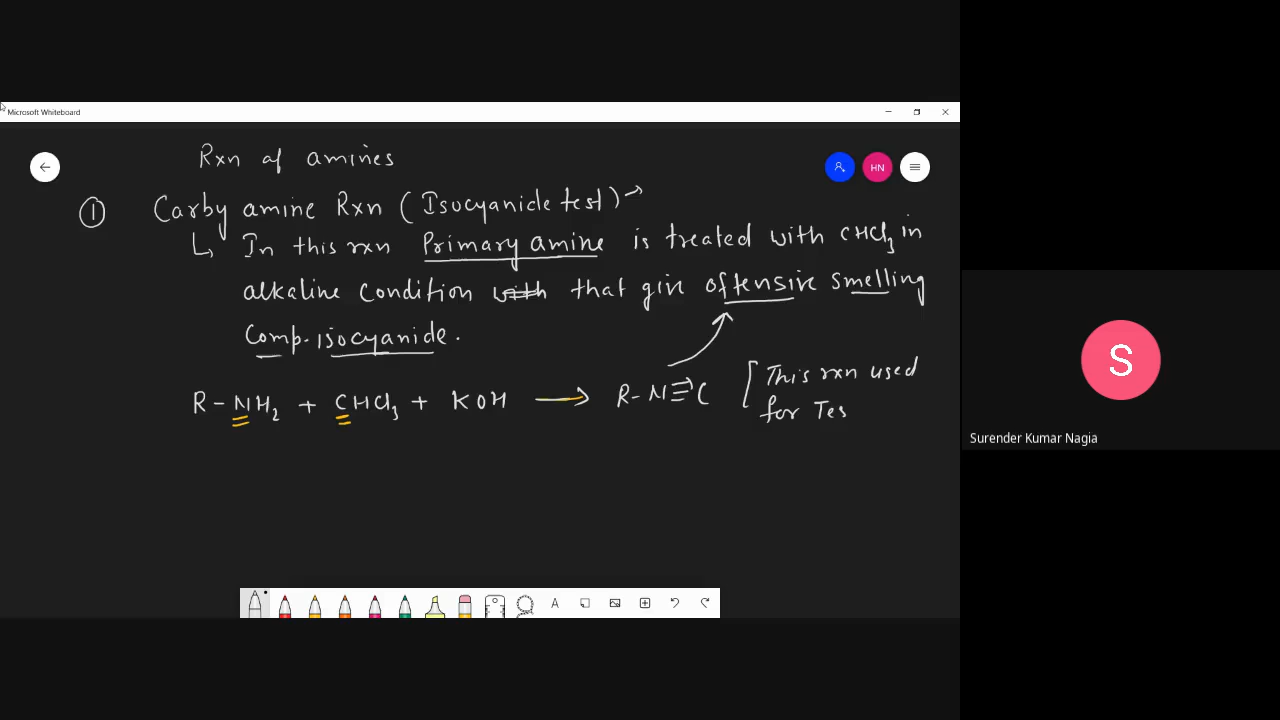 Microsoft Whiteboard
Rxn of amines
HN
① Carby amine Rxn (Isocyanide test) →
↳ In this rxn Primary amine is treated with CHCl₃ in
alkaline condition with that give offensive smelling
Comp. isocyanide.
R-NH₂ + CHCl₃ + KOH ⟶ R-N≡C [This rxn used
for Tes
S
Surender Kumar Nagia
A